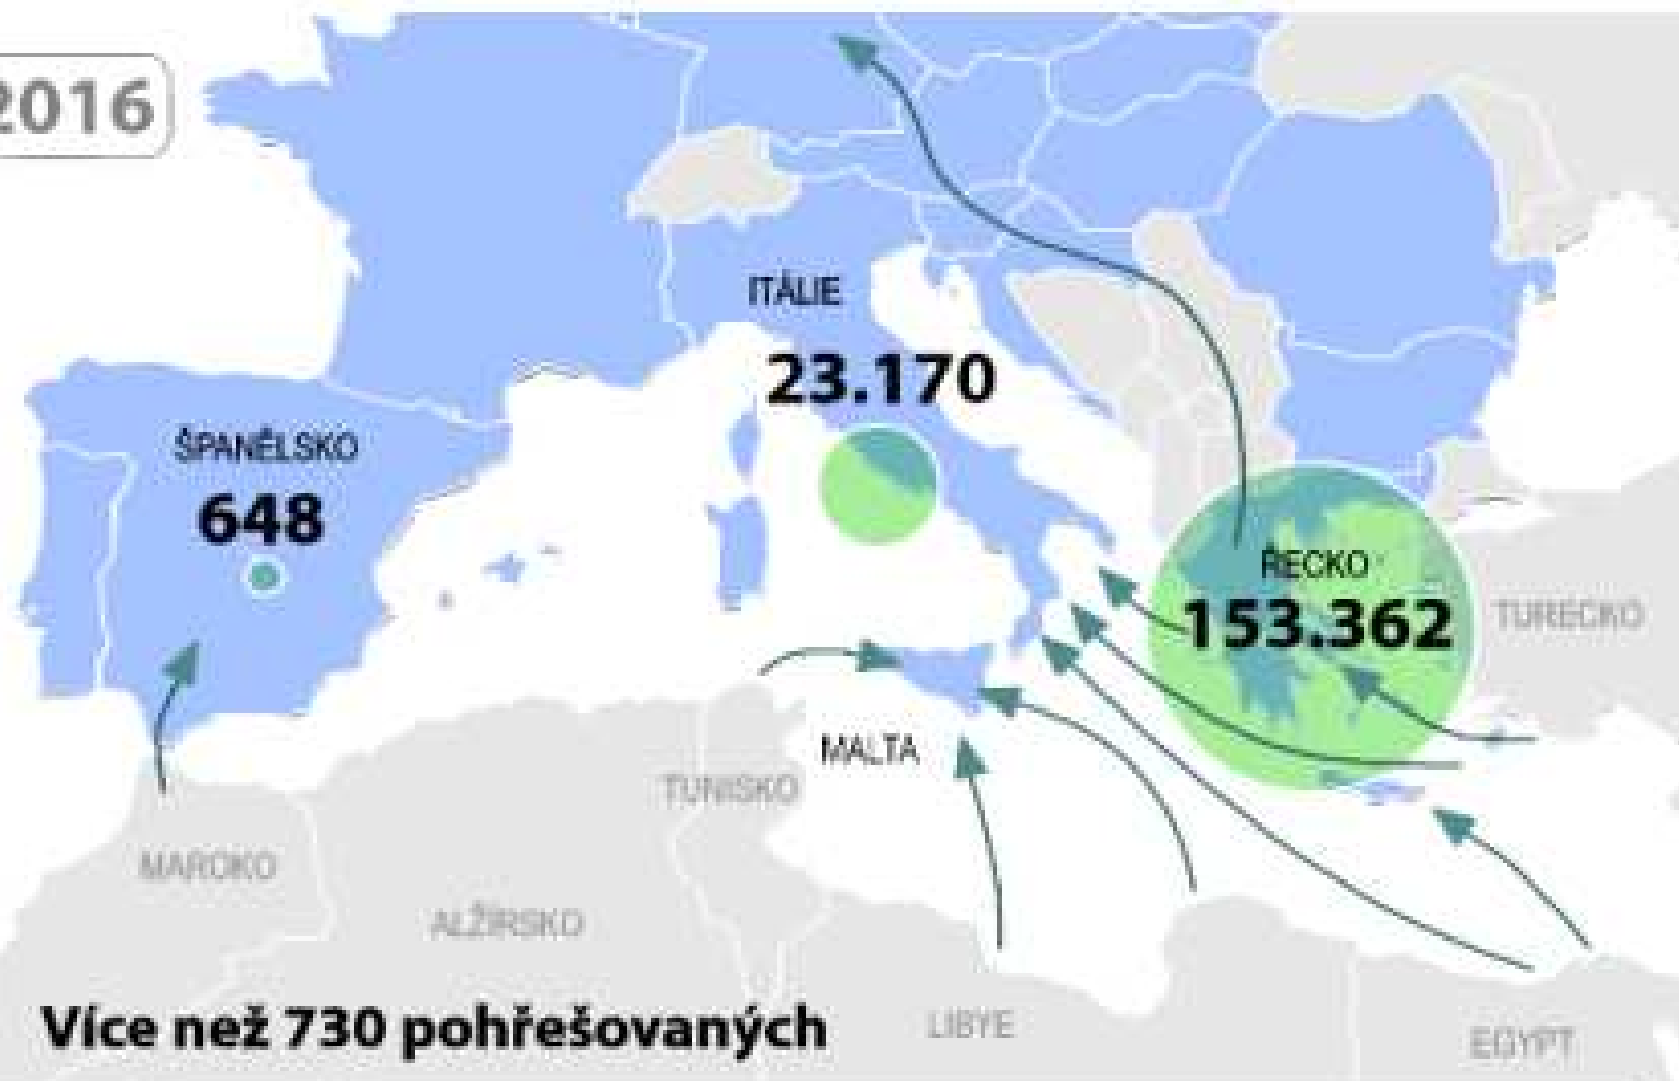 2016
ITÁLIE
23.170
ŠPANĚLSKO
648
ŘECKO
153.362
TURECKO
MALTA
TUNISKO
MAROKO
ALŽÍRSKO
Více než 730 pohřešovaných
LIBYE
EGYPT